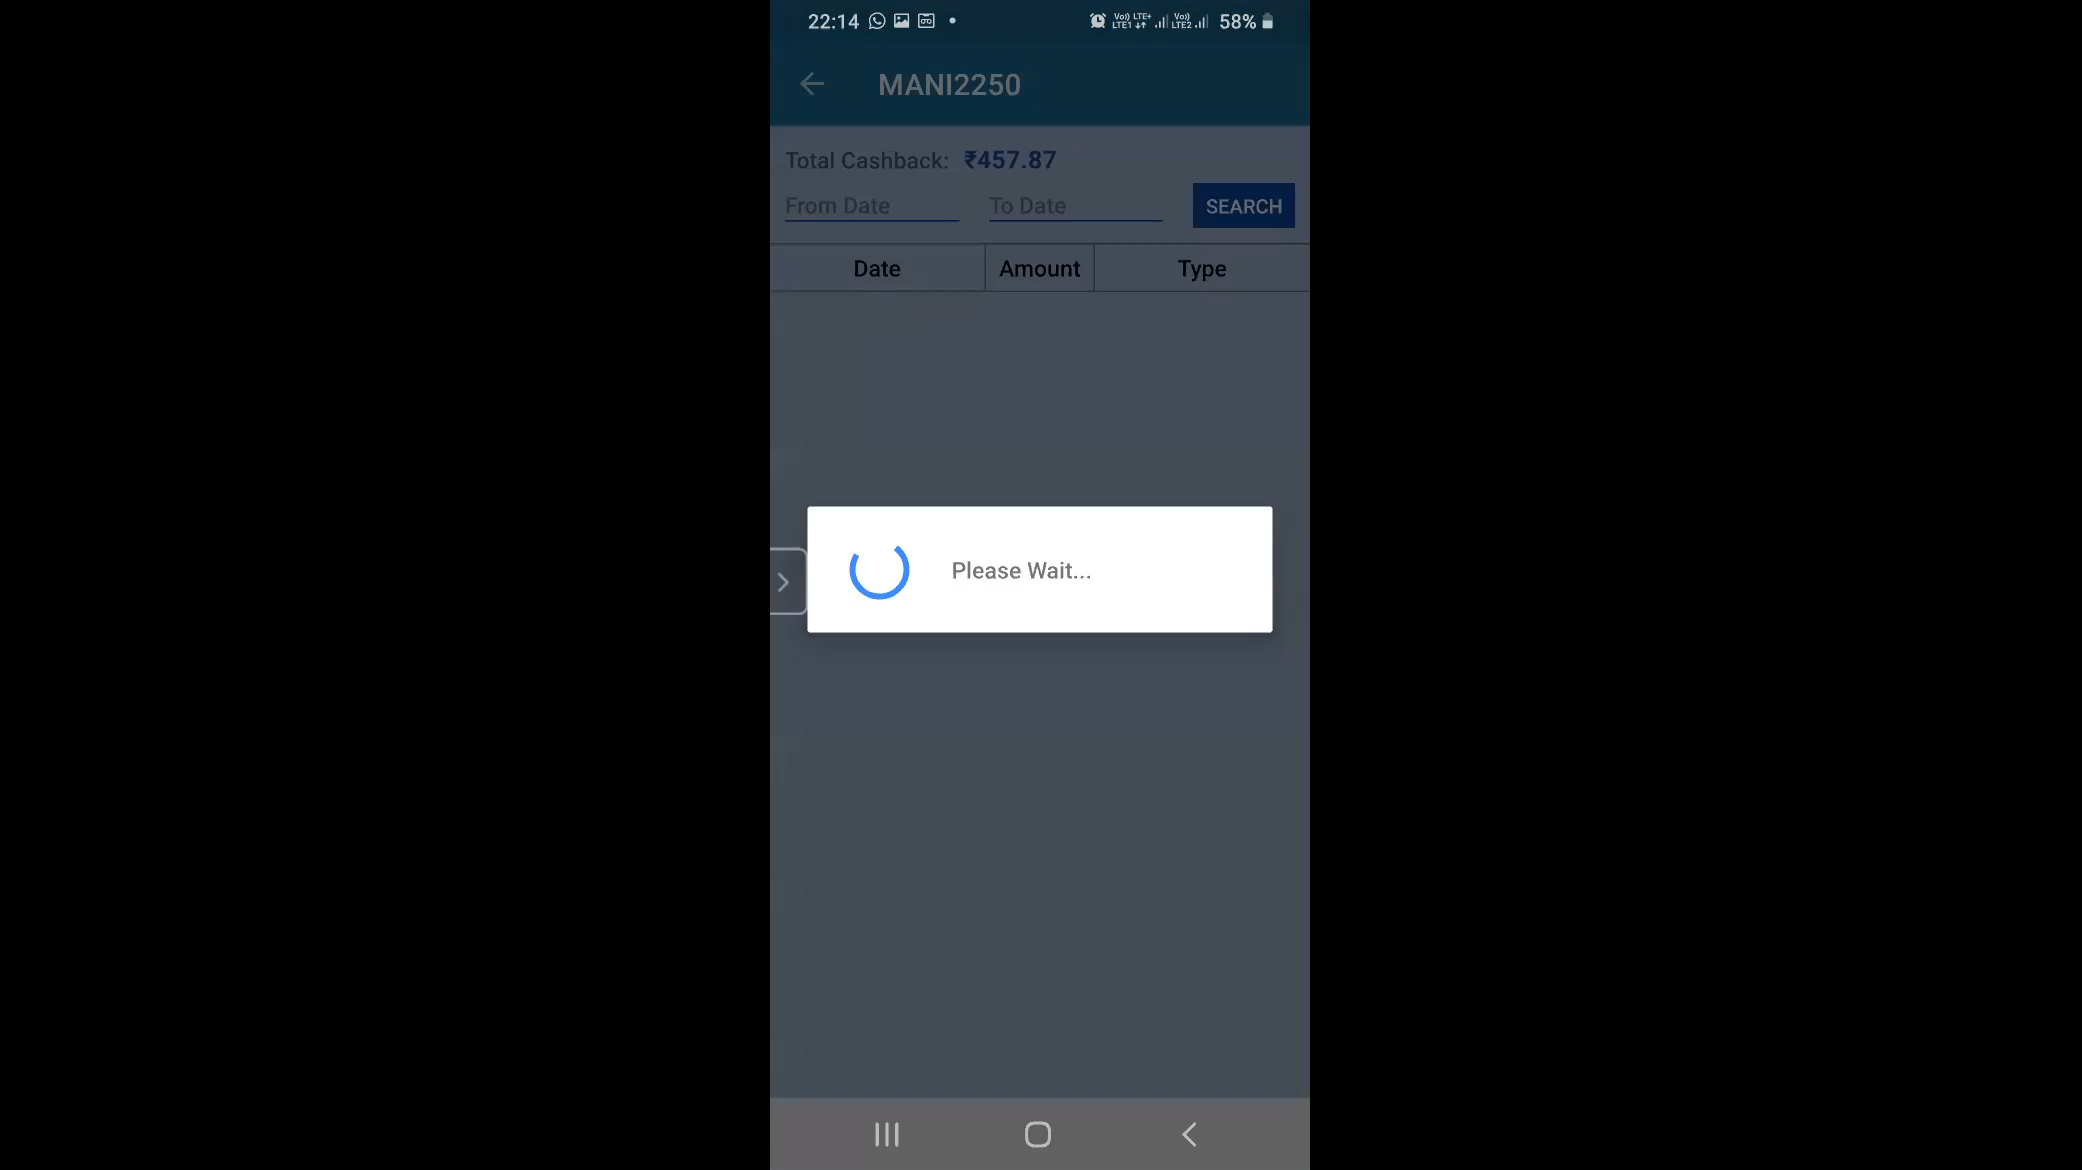 22:14 58%
MANI2250
Total Cashback: ₹457.87
From Date To Date SEARCH
Date Amount Type
Please Wait...